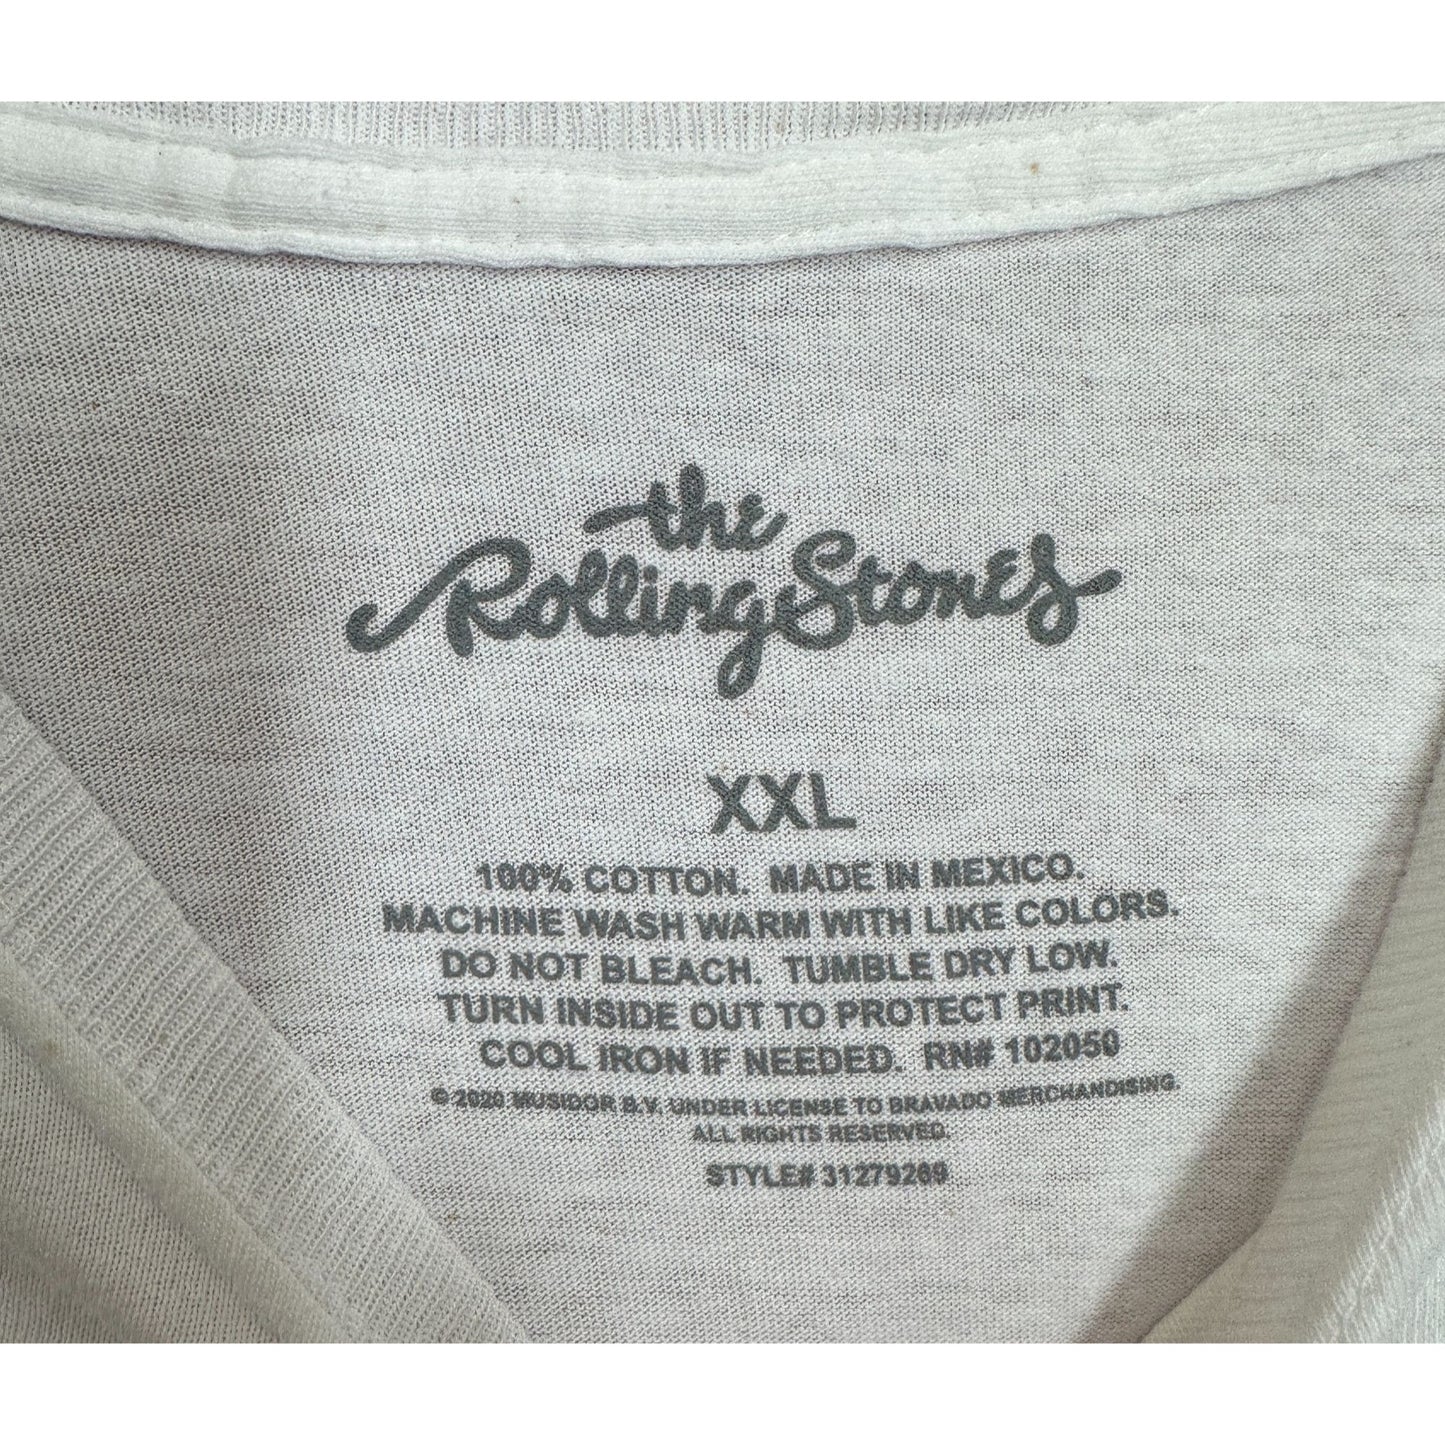 the
Rolling Stones
XXL
100% COTTON. MADE IN MEXICO.
MACHINE WASH WARM WITH LIKE COLORS.
DO NOT BLEACH. TUMBLE DRY LOW.
TURN INSIDE OUT TO PROTECT PRINT.
COOL IRON IF NEEDED. RN# 102050
© 2020 MUSIDOR B.V. UNDER LICENSE TO BRAVADO MERCHANDISING.
ALL RIGHTS RESERVED.
STYLE# 31279269